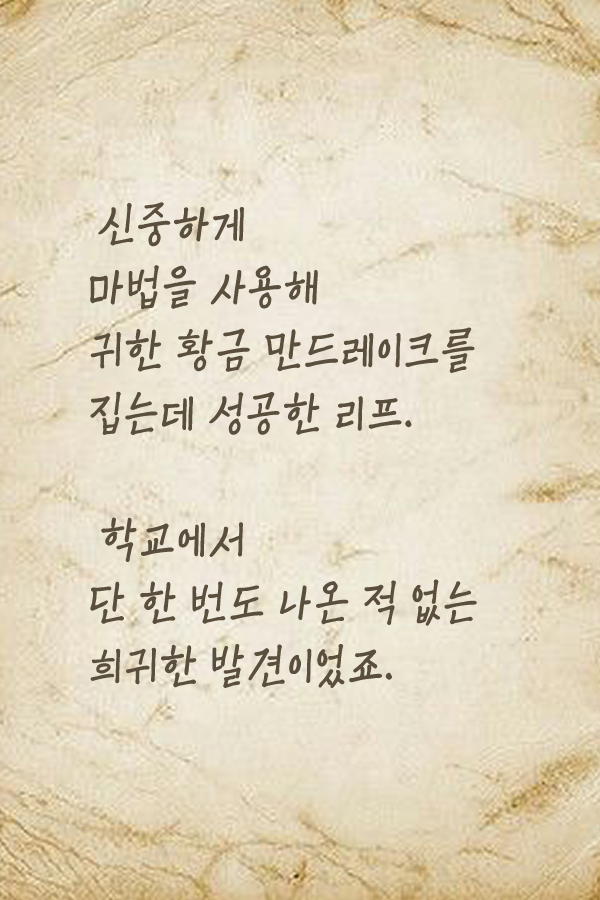 신중하게
마법을 사용해
귀한 황금 만드레이크를
집는데 성공한 리프.
학교에서
단 한 번도 나온 적 없는
희귀한 발견이었죠.